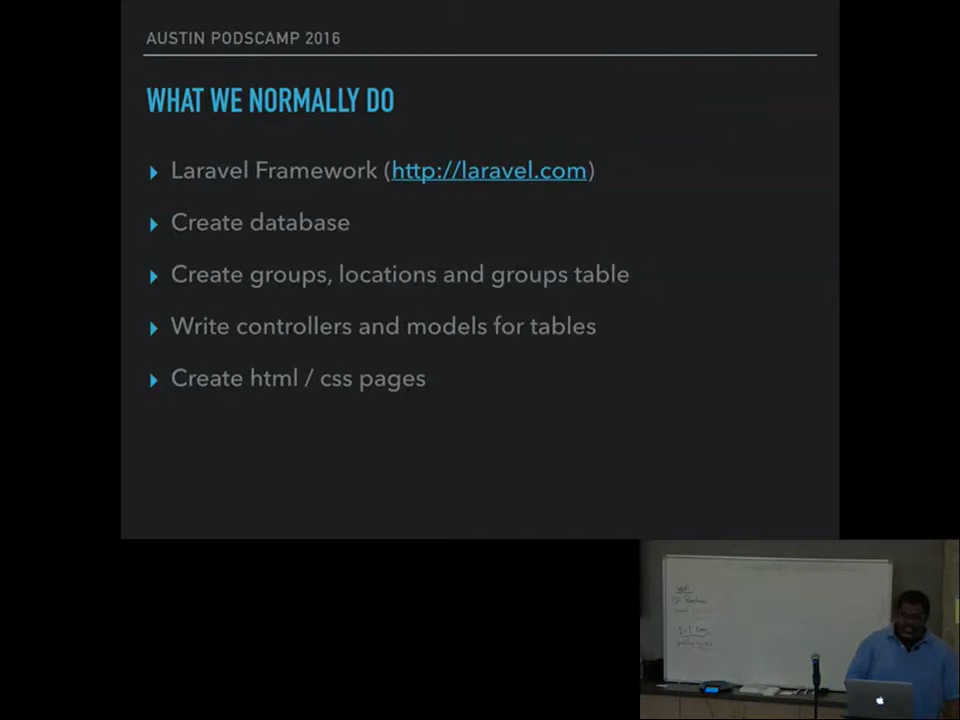 AUSTIN PODSCAMP 2016
WHAT WE NORMALLY DO
Laravel Framework (http://laravel.com)
Create database
Create groups, locations and groups table
Write controllers and models for tables
Create html / css pages